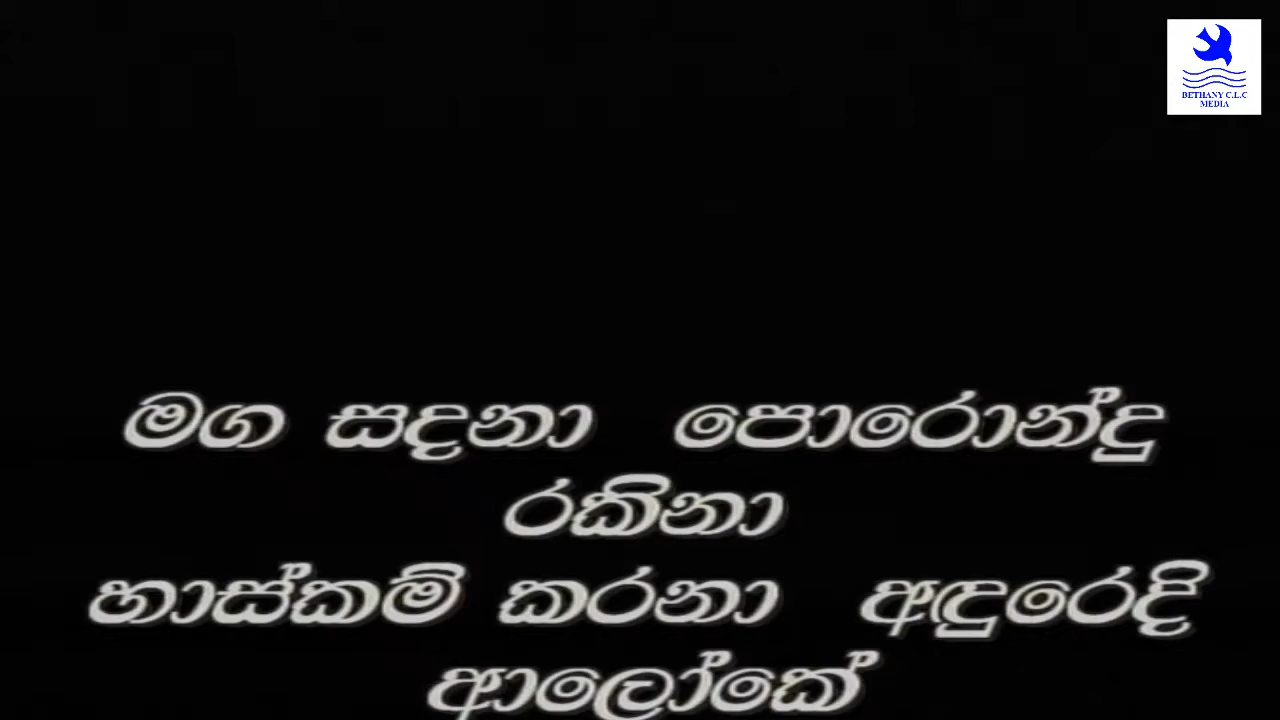 BETHANY C.L.C
MEDIA
මග සදනා පොරොන්දු
රකිනා
හාස්කම් කරනා අඳුරෙදි
ආලෝකේ